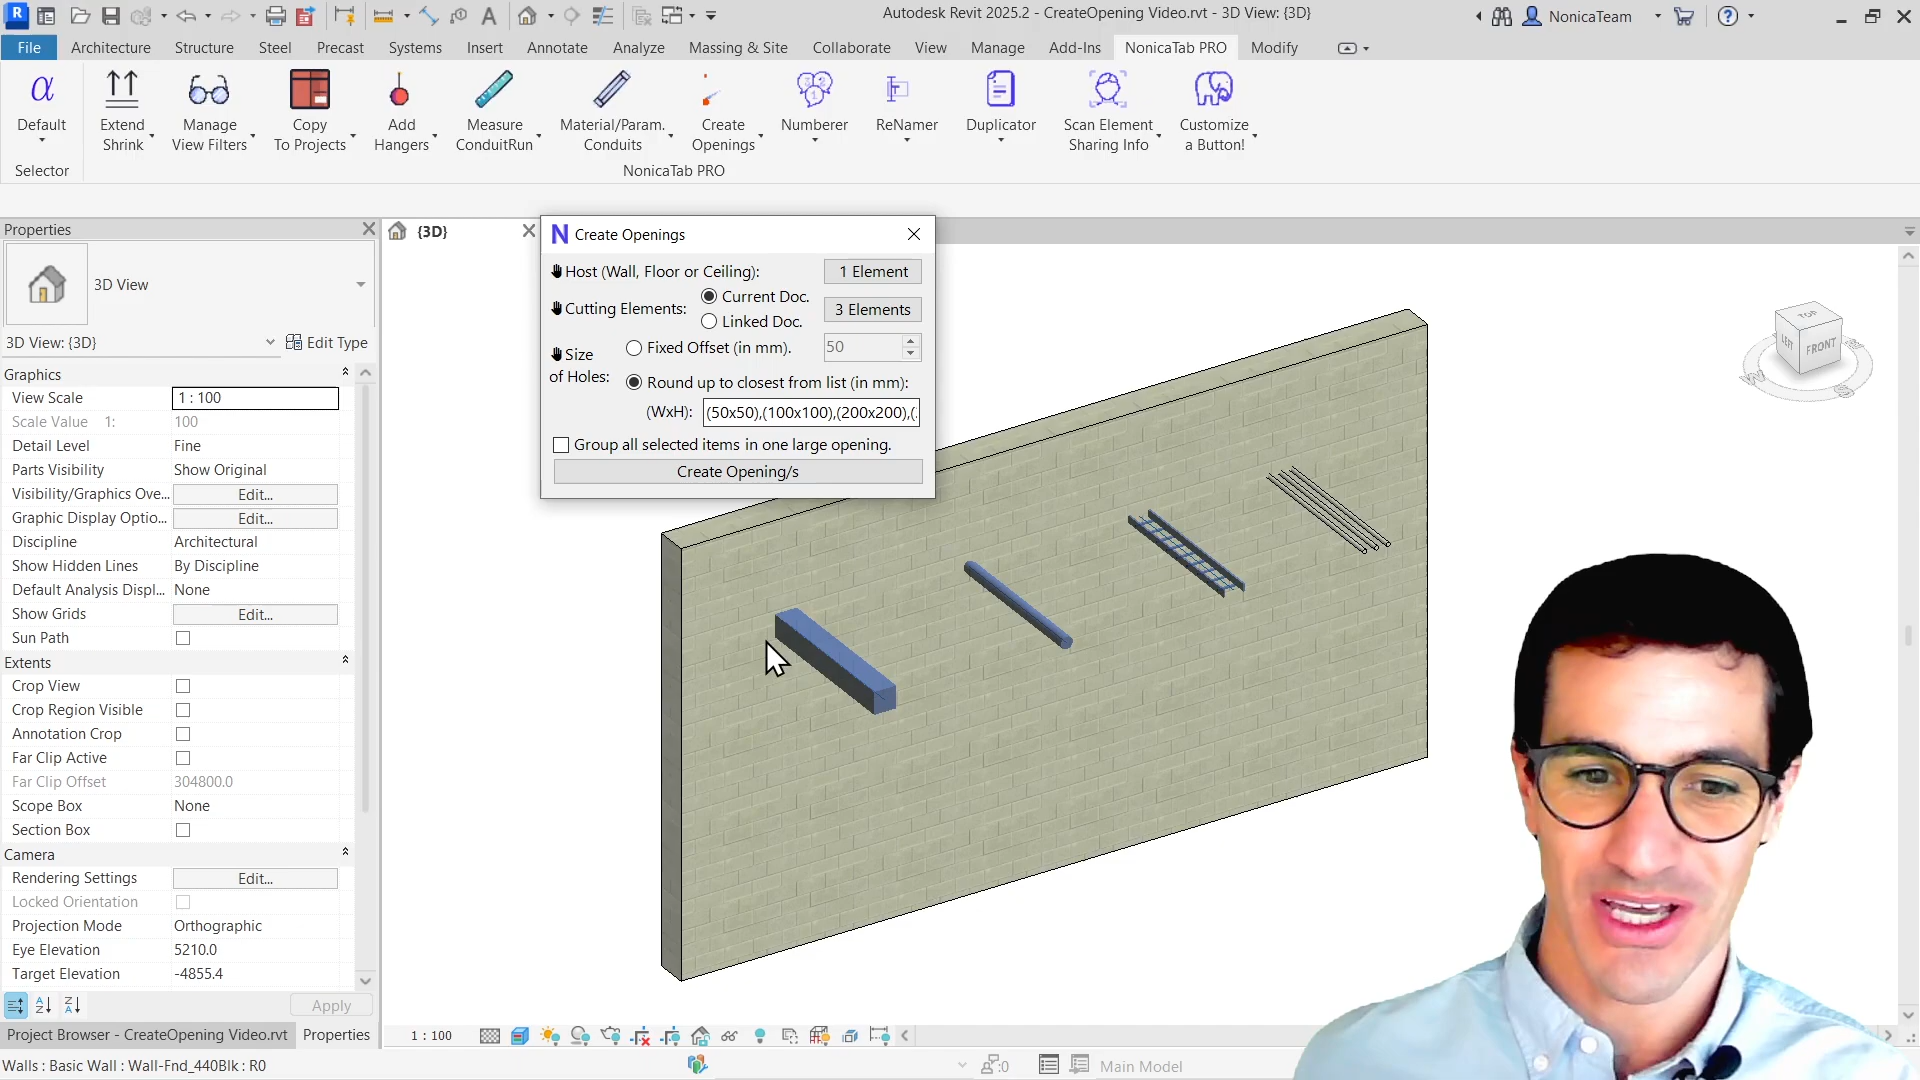 Autodesk Revit 2025.2 - CreateOpening Video.rvt - 3D View: {3D}
NonicaTeam
File Architecture Structure Steel Precast Systems Insert Annotate Analyze Massing & Site Collaborate View Manage Add-Ins NonicaTab PRO Modify
Default
Extend Shrink
Manage View Filters
Copy To Projects
Add Hangers
Measure ConduitRun
Material/Param. Conduits
Create Openings
Numberer
ReNamer
Duplicator
Scan Element Sharing Info
Customize a Button!
Selector
NonicaTab PRO
Properties
{3D}
3D View
3D View: {3D}
Edit Type
Graphics
View Scale 1 : 100
Scale Value 1: 100
Detail Level Fine
Parts Visibility Show Original
Visibility/Graphics Ove... Edit...
Graphic Display Optio... Edit...
Discipline Architectural
Show Hidden Lines By Discipline
Default Analysis Displ... None
Show Grids Edit...
Sun Path
Extents
Crop View
Crop Region Visible
Annotation Crop
Far Clip Active
Far Clip Offset 304800.0
Scope Box None
Section Box
Camera
Rendering Settings Edit...
Locked Orientation
Projection Mode Orthographic
Eye Elevation 5210.0
Target Elevation -4855.4
Apply
Project Browser - CreateOpening Video.rvt
Properties
Walls : Basic Wall : Wall-Fnd_440Blk : R0
Create Openings
Host (Wall, Floor or Ceiling): 1 Element
Cutting Elements: Current Doc. 3 Elements
Linked Doc.
Size of Holes: Fixed Offset (in mm). 50
Round up to closest from list (in mm):
(WxH): (50x50),(100x100),(200x200),(
Group all selected items in one large opening.
Create Opening/s
TOP
LEFT
FRONT
W
S
1 : 100
:0
Main Model